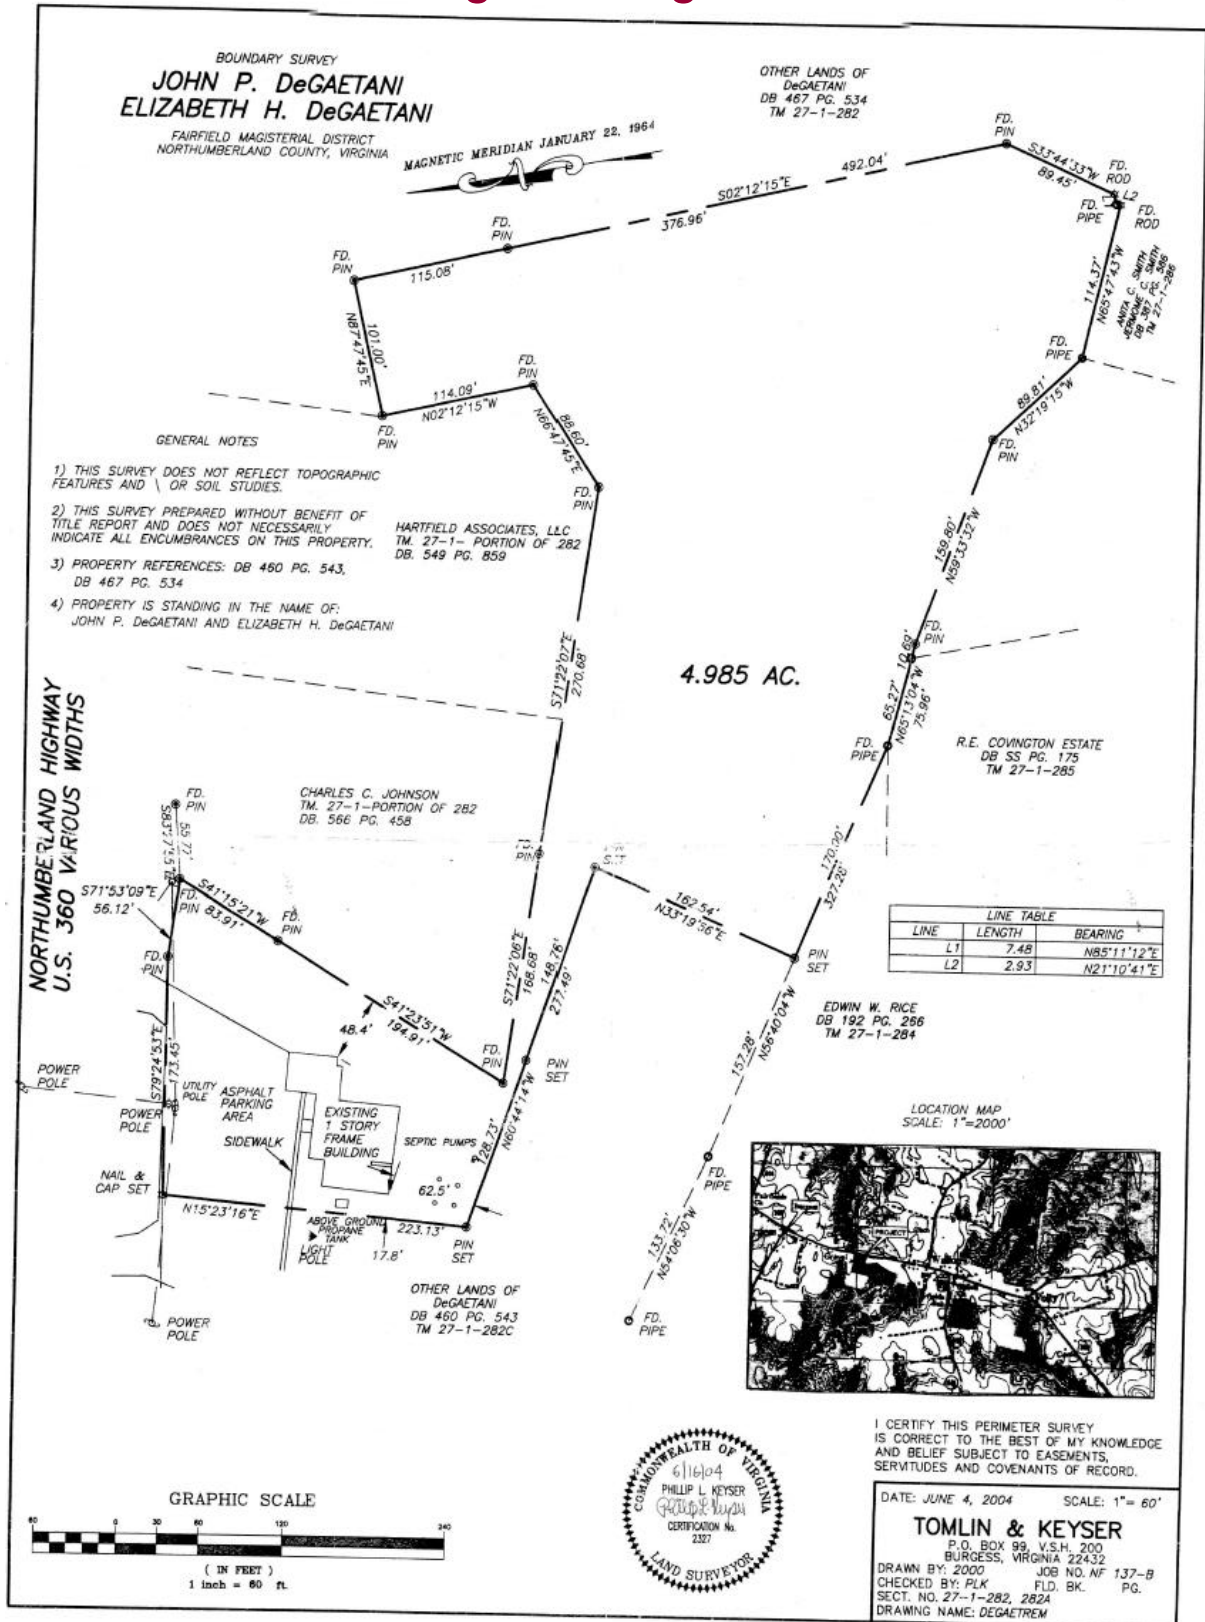 BOUNDARY SURVEY
JOHN P. DeGAETANI
ELIZABETH H. DeGAETANI
FAIRFIELD MAGISTERIAL DISTRICT
NORTHUMBERLAND COUNTY, VIRGINIA
MAGNETIC MERIDIAN JANUARY 22, 1964
N
OTHER LANDS OF
DeGAETANI
DB 467 PG. 534
TM 27-1-282
FD.
PIN
S33°44'33"W
89.45'
FD.
ROD
L2
FD.
PIPE
FD.
ROD
492.04'
S02°12'15"E
376.96'
FD.
PIN
115.08'
FD.
PIN
114.37'
N65°47'43"W
ANITA C. SMITH
DB 387 PG. 586
TM 27-1-286
101.00'
N87°47'45"E
FD.
PIPE
89.81'
N32°19'15"W
114.09'
N02°12'15"W
FD.
PIN
FD.
PIN
88.60'
N66°47'45"E
FD.
PIN
FD.
PIN
GENERAL NOTES
1) THIS SURVEY DOES NOT REFLECT TOPOGRAPHIC
FEATURES AND \ OR SOIL STUDIES.
2) THIS SURVEY PREPARED WITHOUT BENEFIT OF
TITLE REPORT AND DOES NOT NECESSARILY
INDICATE ALL ENCUMBRANCES ON THIS PROPERTY.
3) PROPERTY REFERENCES: DB 460 PG. 543,
DB 467 PG. 534
4) PROPERTY IS STANDING IN THE NAME OF:
JOHN P. DeGAETANI AND ELIZABETH H. DeGAETANI
HARTFIELD ASSOCIATES, LLC
TM. 27-1- PORTION OF 282
DB. 549 PG. 859
159.80'
N59°33'32"W
FD.
PIN
10.69'
S71°22'07"E
270.68'
4.985 AC.
65.27'
N65°13'04"W
75.96'
FD.
PIPE
R.E. COVINGTON ESTATE
DB SS PG. 175
TM 27-1-285
NORTHUMBERLAND HIGHWAY
U.S. 360 VARIOUS WIDTHS
CHARLES C. JOHNSON
TM. 27-1-PORTION OF 282
DB. 566 PG. 458
FD.
PIN
55.77'
S71°53'09"E
56.12'
S41°15'21"W
83.91'
FD.
PIN
FD.
PIN
FD.
PIN
FD.
PIN
SET
170.00'
327.28'
162.54'
N33°19'56"E
PIN
SET
LINE TABLE
LINE LENGTH BEARING
L1 7.48 N85°11'12"E
L2 2.93 N21°10'41"E
S71°22'06"E
168.68'
148.76'
277.49'
EDWIN W. RICE
DB 192 PG. 266
TM 27-1-284
S41°23'51"W
194.91'
48.4'
157.28'
N56°40'04"W
FD.
PIN
PIN
SET
POWER
POLE
S79°24'53"E
173.45'
UTILITY
POLE
POWER
POLE
ASPHALT
PARKING
AREA
SIDEWALK
EXISTING
1 STORY
FRAME
BUILDING
SEPTIC PUMPS
128.73'
N60°44'14"W
62.5'
NAIL &
CAP SET
N15°23'16"E
ABOVE GROUND
PROPANE
TANK
LIGHT
POLE
223.13'
17.6'
PIN
SET
FD.
PIPE
133.72'
N54°06'30"W
FD.
PIPE
POWER
POLE
OTHER LANDS OF
DeGAETANI
DB 460 PG. 543
TM 27-1-282C
LOCATION MAP
SCALE: 1"=2000'
PROJECT
I CERTIFY THIS PERIMETER SURVEY
IS CORRECT TO THE BEST OF MY KNOWLEDGE
AND BELIEF SUBJECT TO EASEMENTS,
SERVITUDES AND COVENANTS OF RECORD.
COMMONWEALTH OF VIRGINIA
6/16/04
PHILLIP L. KEYSER
CERTIFICATION No.
2327
LAND SURVEYOR
GRAPHIC SCALE
60 0 30 60 120 240
( IN FEET )
1 inch = 60 ft.
DATE: JUNE 4, 2004 SCALE: 1"= 60'
TOMLIN & KEYSER
P.O. BOX 99, V.S.H. 200
BURGESS, VIRGINIA 22432
DRAWN BY: 2000 JOB NO. NF 137-B
CHECKED BY: PLK FLD. BK. PG.
SECT. NO. 27-1-282, 282A
DRAWING NAME: DEGAETREM